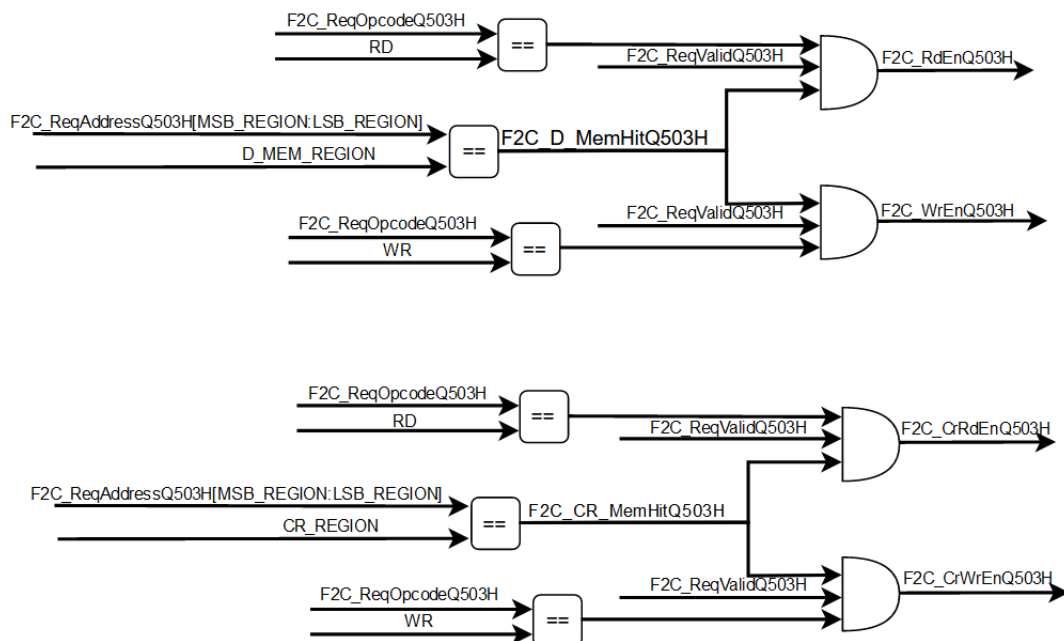 F2C_ReqOpcodeQ503H
RD
==
F2C_ReqValidQ503H
F2C_RdEnQ503H
F2C_ReqAddressQ503H[MSB_REGION:LSB_REGION]
D_MEM_REGION
==
F2C_D_MemHitQ503H
F2C_ReqOpcodeQ503H
WR
==
F2C_ReqValidQ503H
F2C_WrEnQ503H
F2C_ReqOpcodeQ503H
RD
==
F2C_ReqValidQ503H
F2C_CrRdEnQ503H
F2C_ReqAddressQ503H[MSB_REGION:LSB_REGION]
CR_REGION
==
F2C_CR_MemHitQ503H
F2C_ReqOpcodeQ503H
WR
==
F2C_ReqValidQ503H
F2C_CrWrEnQ503H